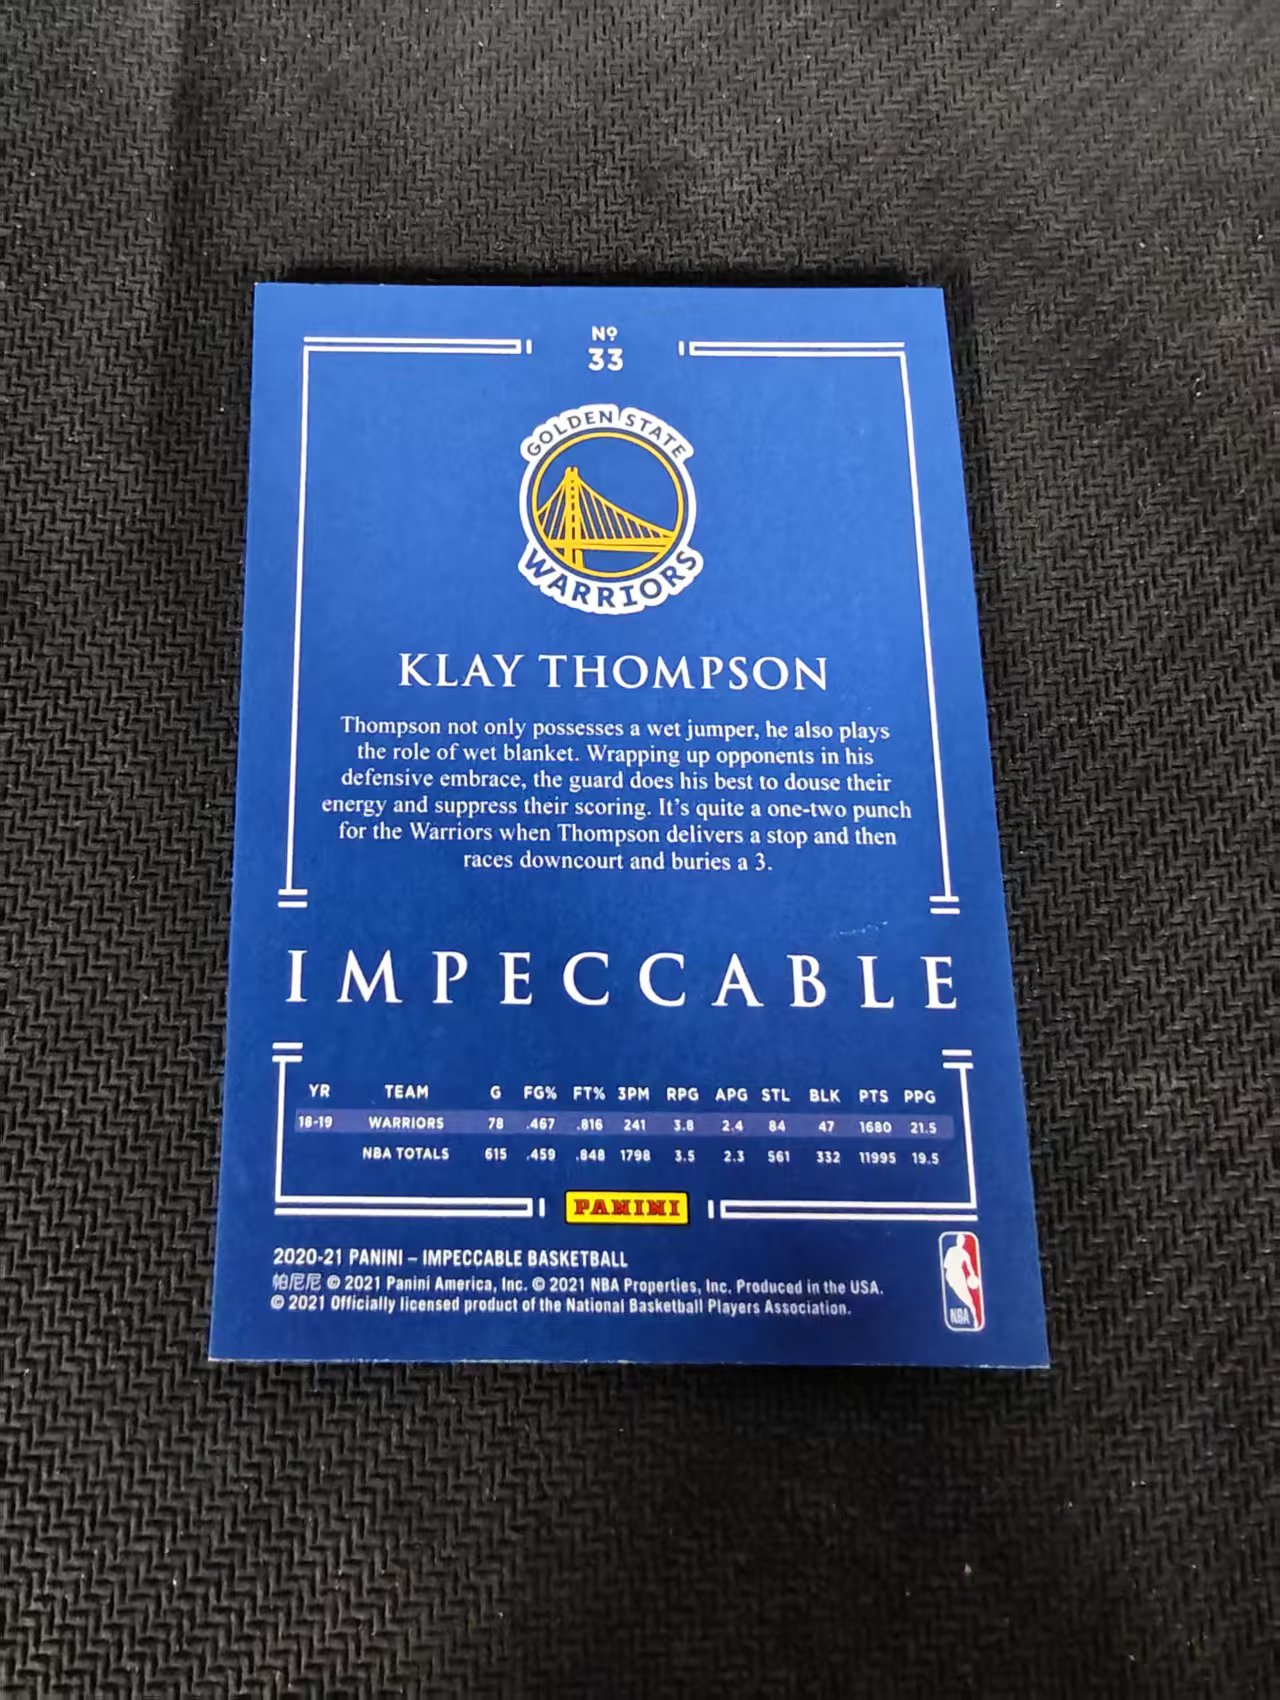 Nº
33
GOLDEN STATE
WARRIORS
KLAY THOMPSON
Thompson not only possesses a wet jumper, he also plays
the role of wet blanket. Wrapping up opponents in his
defensive embrace, the guard does his best to douse their
energy and suppress their scoring. It's quite a one-two punch
for the Warriors when Thompson delivers a stop and then
races downcourt and buries a 3.
IMPECCABLE
YR TEAM G FG% FT% 3PM RPG APG STL BLK PTS PPG
18-19 WARRIORS 78 .467 .816 241 3.8 2.4 84 47 1680 21.5
NBA TOTALS 615 .459 .848 1798 3.5 2.3 561 332 11995 19.5
PANINI
2020-21 PANINI – IMPECCABLE BASKETBALL
帕尼尼 © 2021 Panini America, Inc. © 2021 NBA Properties, Inc. Produced in the USA.
© 2021 Officially licensed product of the National Basketball Players Association.
NBA